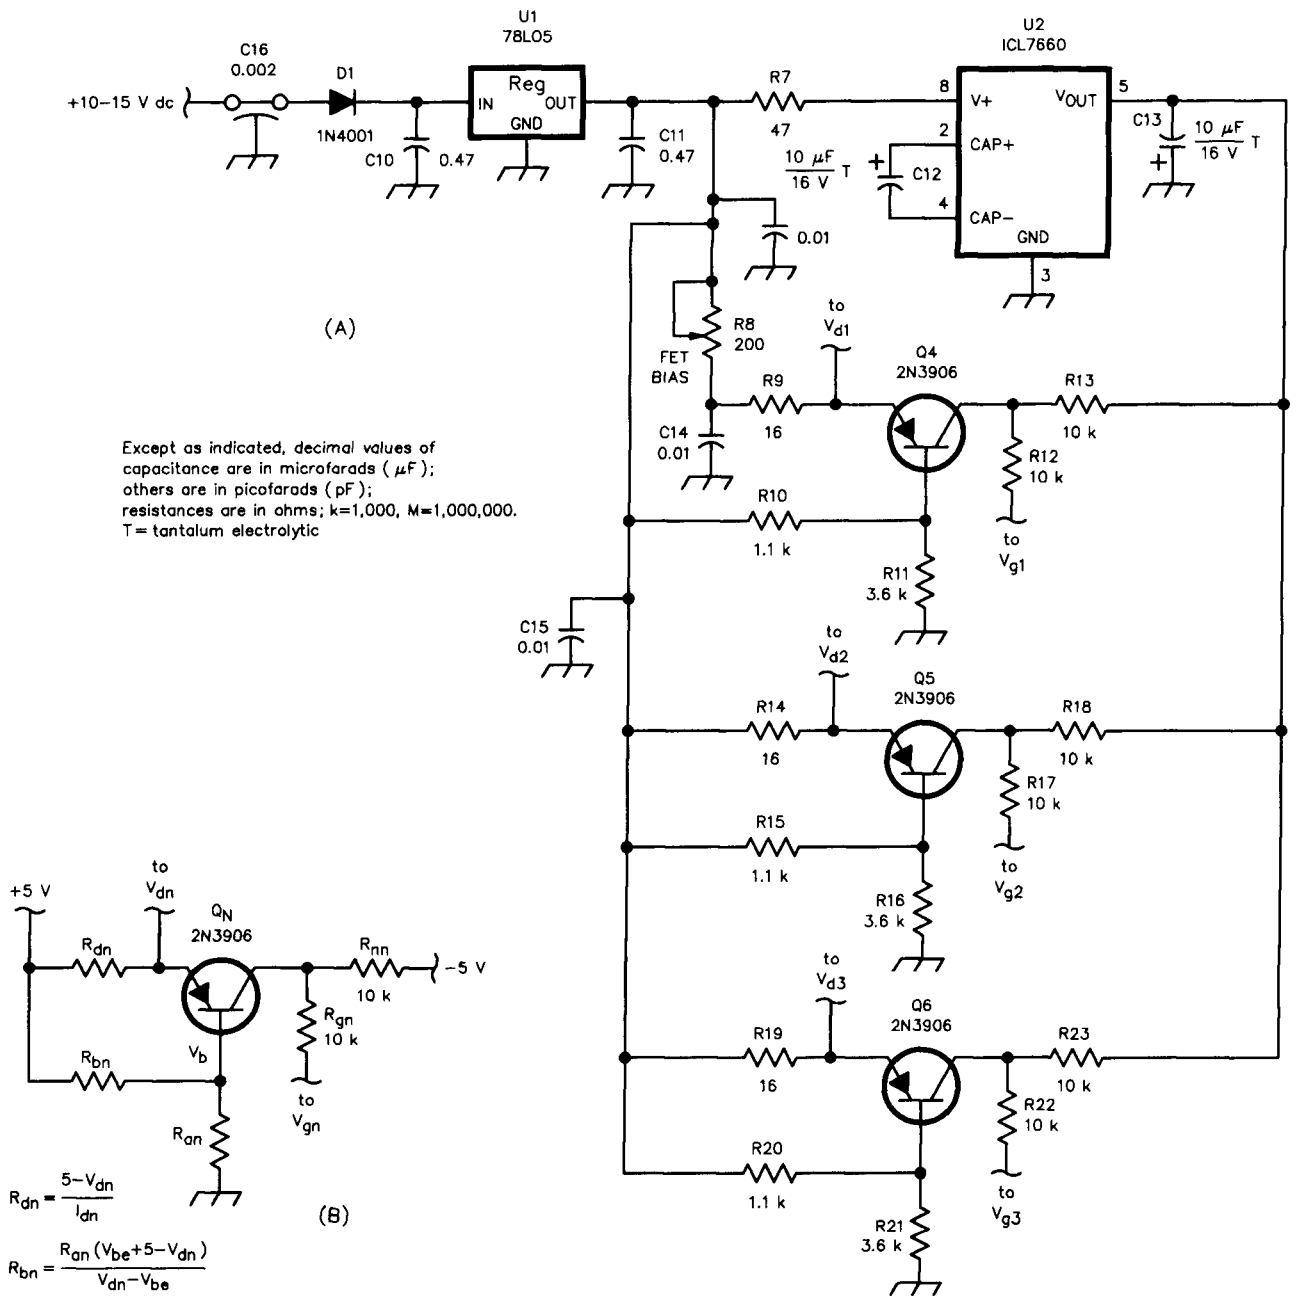 U1
78L05
U2
ICL7660
C16
0.002
D1
+10-15 V dc
1N4001
IN
Reg
OUT
GND
C10
0.47
C11
0.47
R7
47
8
V+
VOUT
5
2
CAP+
4
CAP-
GND
3
10 μF
16 V
T
C12
C13
10 μF
16 V
T
0.01
(A)
R8
200
FET
BIAS
to
Vd1
Q4
2N3906
R9
16
R13
10 k
C14
0.01
R12
10 k
to
Vg1
R10
1.1 k
R11
3.6 k
Except as indicated, decimal values of
capacitance are in microfarads (μF);
others are in picofarads (pF);
resistances are in ohms; k=1,000, M=1,000,000.
T= tantalum electrolytic
C15
0.01
to
Vd2
Q5
2N3906
R14
16
R18
10 k
R17
10 k
to
Vg2
R15
1.1 k
R16
3.6 k
to
Vd3
Q6
2N3906
R19
16
R23
10 k
R22
10 k
to
Vg3
R20
1.1 k
R21
3.6 k
+5 V
to
Vdn
QN
2N3906
Rdn
Rnn
10 k
-5 V
Rgn
10 k
to
Vgn
Vb
Rbn
Ran
(B)
Rdn = 5-Vdn
Idn
Rbn = Ran (Vbe+5-Vdn)
Vdn-Vbe